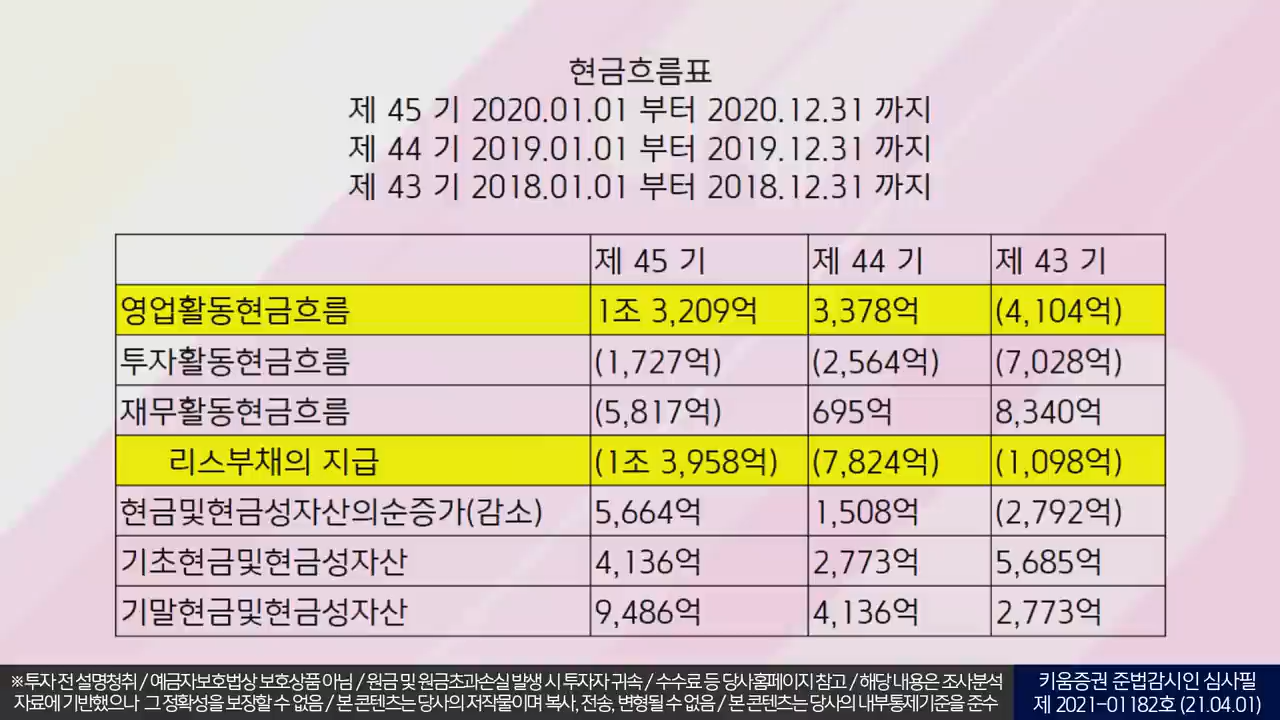 현금흐름표
제 45 기 2020.01.01 부터 2020.12.31 까지
제 44 기 2019.01.01 부터 2019.12.31 까지
제 43 기 2018.01.01 부터 2018.12.31 까지
제 45 기 제 44 기 제 43 기
영업활동현금흐름 1조 3,209억 3,378억 (4,104억)
투자활동현금흐름 (1,727억) (2,564억) (7,028억)
재무활동현금흐름 (5,817억) 695억 8,340억
리스부채의 지급 (1조 3,958억) (7,824억) (1,098억)
현금및현금성자산의순증가(감소) 5,664억 1,508억 (2,792억)
기초현금및현금성자산 4,136억 2,773억 5,685억
기말현금및현금성자산 9,486억 4,136억 2,773억
※투자 전 설명청취 / 예금자보호법상 보호상품 아님 / 원금 및 원금초과손실 발생 시 투자자 귀속 / 수수료 등 당사홈페이지 참고 / 해당 내용은 조사분석
자료에 기반했으나 그 정확성을 보장할 수 없음 / 본 콘텐츠는 당사의 저작물이며 복사, 전송, 변형될 수 없음 / 본 콘텐츠는 당사의 내부통제기준을 준수
키움증권 준법감시인 심사필
제 2021-01182호 (21.04.01)